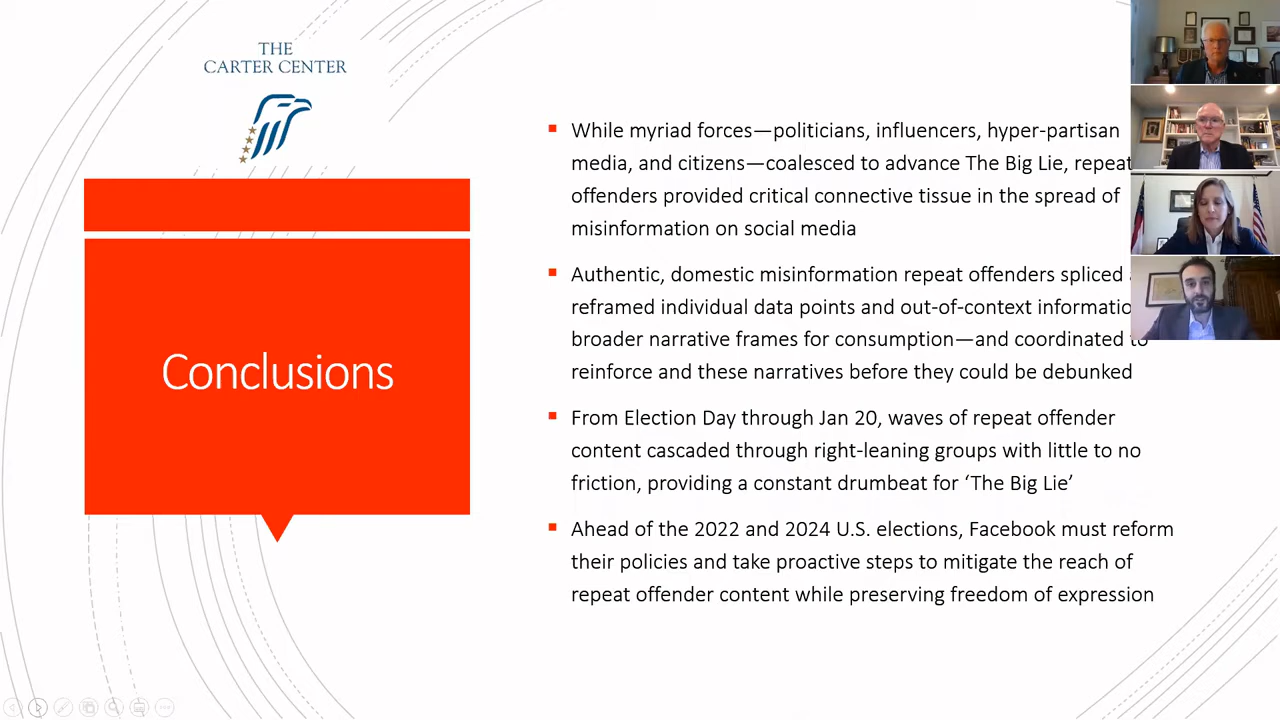 THE
CARTER CENTER
Conclusions
While myriad forces—politicians, influencers, hyper-partisan
media, and citizens—coalesced to advance The Big Lie, repeat
offenders provided critical connective tissue in the spread of
misinformation on social media
Authentic, domestic misinformation repeat offenders spliced
reframed individual data points and out-of-context informatio
broader narrative frames for consumption—and coordinated to
reinforce and these narratives before they could be debunked
From Election Day through Jan 20, waves of repeat offender
content cascaded through right-leaning groups with little to no
friction, providing a constant drumbeat for ‘The Big Lie’
Ahead of the 2022 and 2024 U.S. elections, Facebook must reform
their policies and take proactive steps to mitigate the reach of
repeat offender content while preserving freedom of expression